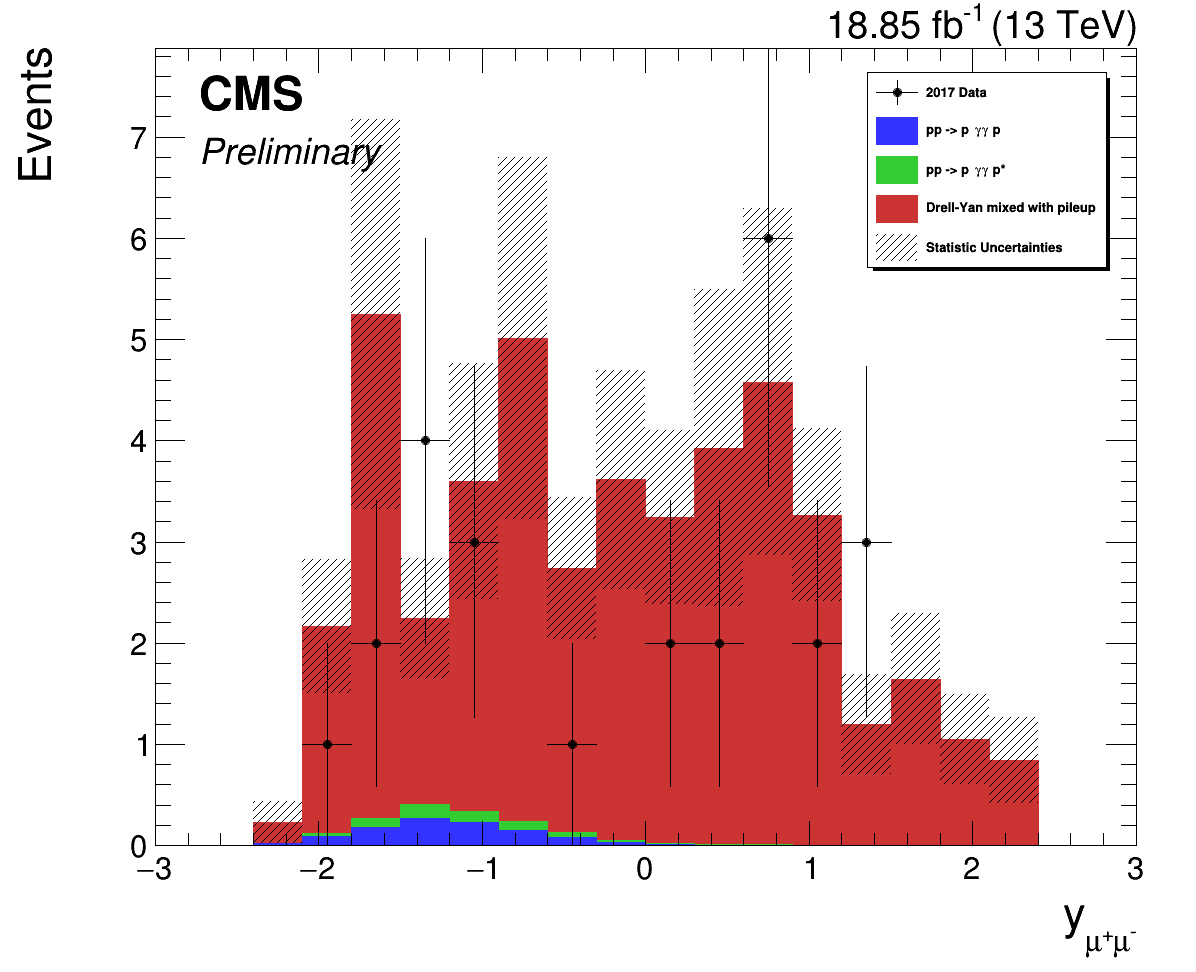 18.85 fb⁻¹ (13 TeV)
Events
CMS
Preliminary
2017 Data
pp -> p γγ p
pp -> p γγ p*
Drell-Yan mixed with pileup
Statistic Uncertainties
7
6
5
4
3
2
1
0
−3 −2 −1 0 1 2 3
y μ⁺μ⁻